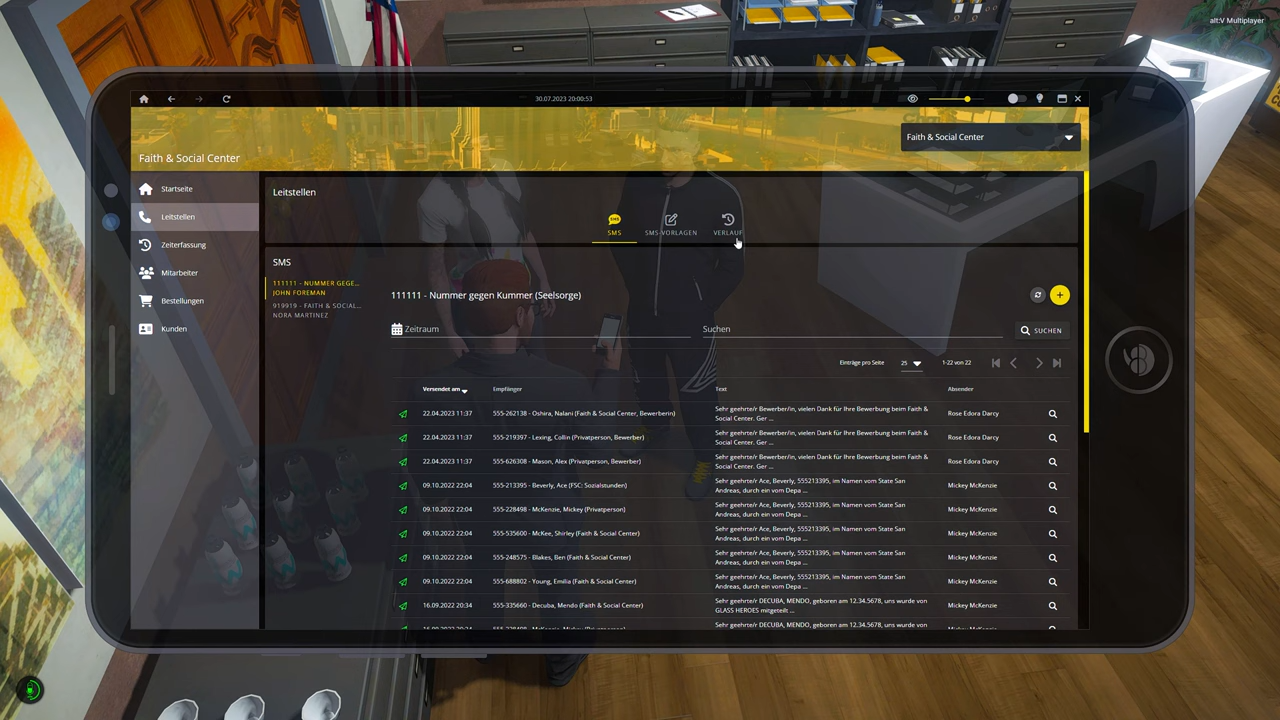 alt:V Multiplayer
30.07.2023 20:00:53
Faith & Social Center
Faith & Social Center
Startseite
Leitstellen
Zeiterfassung
Mitarbeiter
Bestellungen
Kunden
Leitstellen
SMS
SMS-VORLAGEN
VERLAUF
SMS
111111 - NUMMER GEGE...
JOHN FOREMAN
919919 - FAITH & SOCIAL...
NORA MARTINEZ
111111 - Nummer gegen Kummer (Seelsorge)
Zeitraum
Suchen
SUCHEN
Einträge pro Seite
25
1-22 von 22
Versendet am
Empfänger
Text
Absender
22.04.2023 11:37
555-262138 - Oshira, Nalani (Faith & Social Center, Bewerberin)
Sehr geehrte/r Bewerber/in, vielen Dank für Ihre Bewerbung beim Faith &
Social Center. Ger ...
Rose Edora Darcy
22.04.2023 11:37
555-219397 - Lexing, Collin (Privatperson, Bewerber)
Sehr geehrte/r Bewerber/in, vielen Dank für Ihre Bewerbung beim Faith &
Social Center. Ger ...
Rose Edora Darcy
22.04.2023 11:37
555-626308 - Mason, Alex (Privatperson, Bewerber)
Sehr geehrte/r Bewerber/in, vielen Dank für Ihre Bewerbung beim Faith &
Social Center. Ger ...
Rose Edora Darcy
09.10.2022 22:04
555-213395 - Beverly, Ace (FSC: Sozialstunden)
Sehr geehrte/r Ace, Beverly, 555213395, im Namen vom State San
Andreas, durch ein vom Depa ...
Mickey McKenzie
09.10.2022 22:04
555-228498 - McKenzie, Mickey (Privatperson)
Sehr geehrte/r Ace, Beverly, 555213395, im Namen vom State San
Andreas, durch ein vom Depa ...
Mickey McKenzie
09.10.2022 22:04
555-535600 - McKee, Shirley (Faith & Social Center)
Sehr geehrte/r Ace, Beverly, 555213395, im Namen vom State San
Andreas, durch ein vom Depa ...
Mickey McKenzie
09.10.2022 22:04
555-248575 - Blakes, Ben (Faith & Social Center)
Sehr geehrte/r Ace, Beverly, 555213395, im Namen vom State San
Andreas, durch ein vom Depa ...
Mickey McKenzie
09.10.2022 22:04
555-688802 - Young, Emilia (Faith & Social Center)
Sehr geehrte/r Ace, Beverly, 555213395, im Namen vom State San
Andreas, durch ein vom Depa ...
Mickey McKenzie
16.09.2022 20:34
555-335660 - Decuba, Mendo (Faith & Social Center)
Sehr geehrte/r DECUBA, MENDO, geboren am 12.34.5678, uns wurde von
GLASS HEROES mitgeteilt ...
Mickey McKenzie
Sehr geehrte/r DECUBA, MENDO, geboren am 12.34.5678, uns wurde von